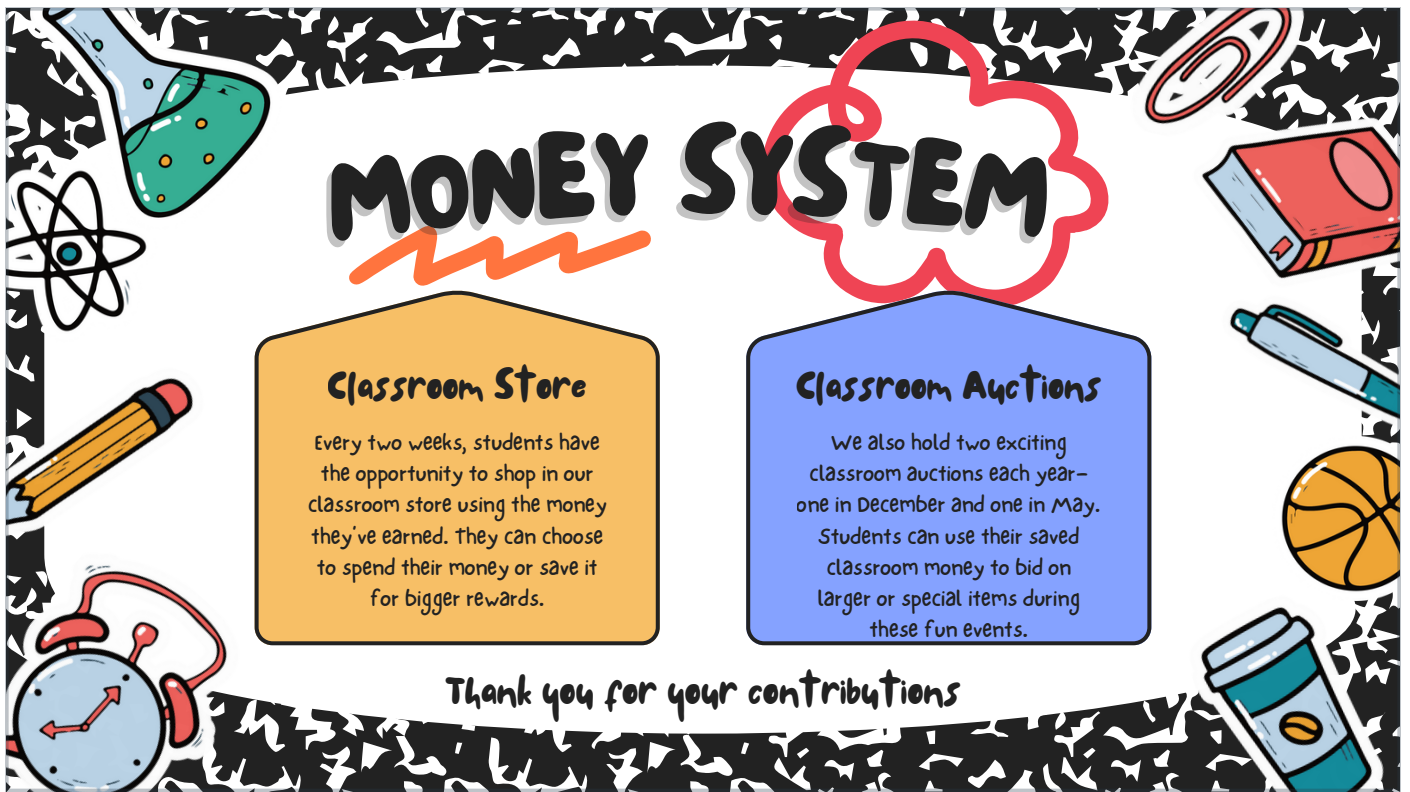 MONEY SYSTEM
Classroom Store
Every two weeks, students have
the opportunity to shop in our
classroom store using the money
they've earned. They can choose
to spend their money or save it
for bigger rewards.
Classroom Auctions
We also hold two exciting
classroom auctions each year–
one in December and one in May.
Students can use their saved
classroom money to bid on
larger or special items during
these fun events.
Thank you for your contributions